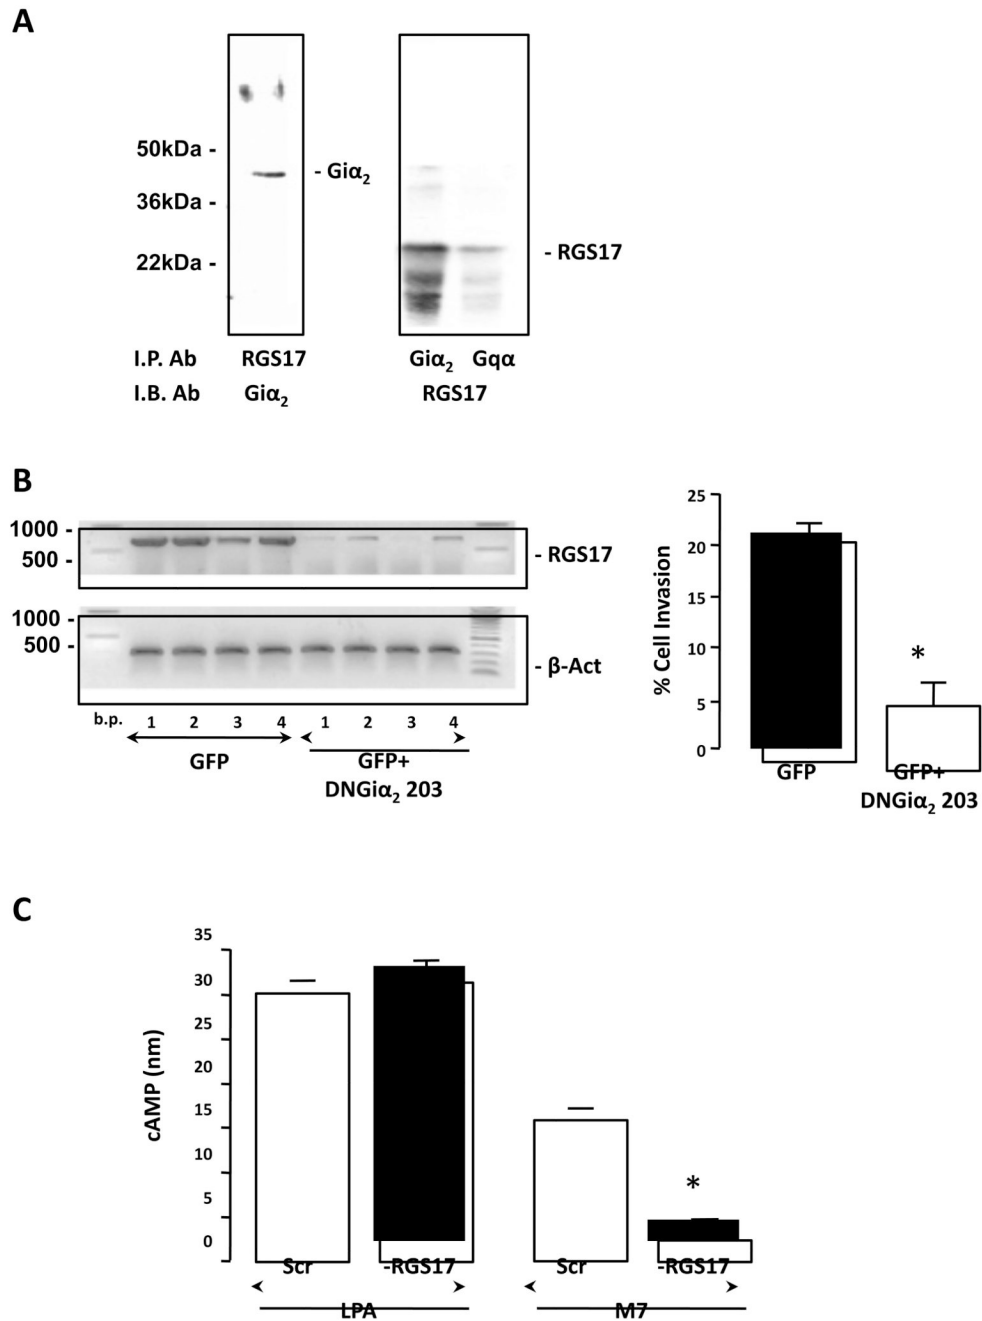 A
50kDa -
- Giα2
36kDa -
22kDa -
- RGS17
I.P. Ab RGS17 Giα2 Gqα
I.B. Ab Giα2 RGS17
B
1000 -
500 -
- RGS17
1000 -
500 -
- β-Act
b.p. 1 2 3 4 1 2 3 4
GFP GFP+
DNGiα2 203
25
20
15
10
5
0
% Cell Invasion
*
GFP GFP+
DNGiα2 203
C
35
30
25
20
15
10
5
0
cAMP (nm)
*
Scr -RGS17 Scr -RGS17
LPA M7